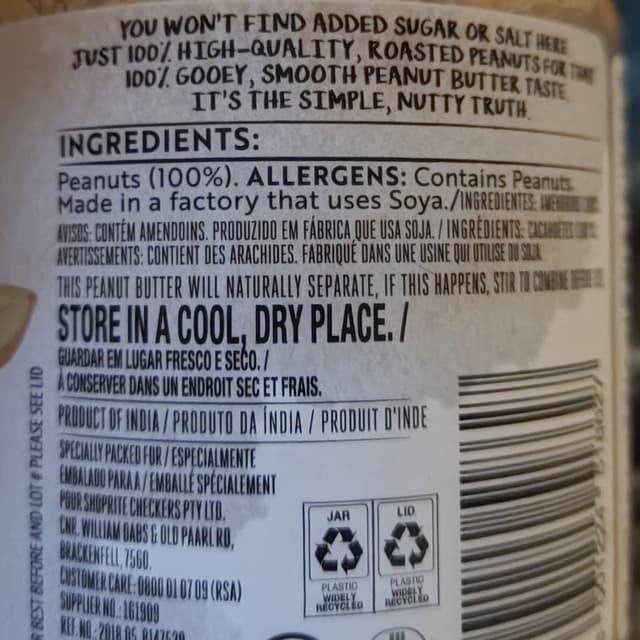 YOU WON'T FIND ADDED SUGAR OR SALT HERE
JUST 100% HIGH-QUALITY, ROASTED PEANUTS FOR THAT
100% GOOEY, SMOOTH PEANUT BUTTER TASTE
IT'S THE SIMPLE, NUTTY TRUTH.
INGREDIENTS:
Peanuts (100%). ALLERGENS: Contains Peanuts.
Made in a factory that uses Soya./INGREDIENTES:
AVISOS: CONTÉM AMENDOINS. PRODUZIDO EM FÁBRICA QUE USA SOJA. / INGRÉDIENTS:
AVERTISSEMENTS: CONTIENT DES ARACHIDES. FABRIQUÉ DANS UNE USINE QUI UTILISE DU SOJA.
THIS PEANUT BUTTER WILL NATURALLY SEPARATE, IF THIS HAPPENS, STIR TO COMBINE
STORE IN A COOL, DRY PLACE. /
GUARDAR EM LUGAR FRESCO E SECO. /
À CONSERVER DANS UN ENDROIT SEC ET FRAIS.
PRODUCT OF INDIA / PRODUTO DA ÍNDIA / PRODUIT D'INDE
SPECIALLY PACKED FOR / ESPECIALMENTE
EMBALADO PARA A / EMBALLÉ SPÉCIALEMENT
POUR SHOPRITE CHECKERS PTY LTD.
CNR. WILLIAM DABS & OLD PAARL RD,
BRACKENFELL, 7560.
CUSTOMER CARE: 0800 01 07 09 (RSA)
SUPPLIER NO.: 161909
REF. NO.: 2018 05
JAR
PLASTIC
WIDELY
RECYCLED
LID
PLASTIC
WIDELY
RECYCLED
R BEST BEFORE AND LOT # PLEASE SEE LID